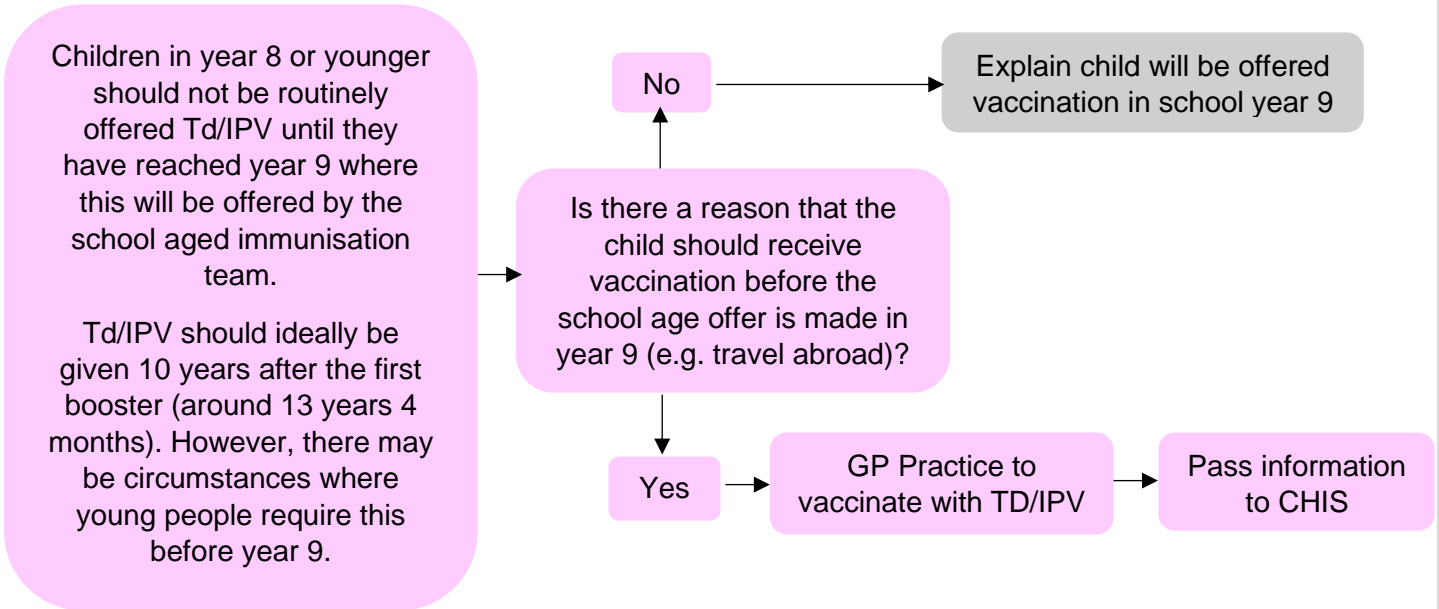 Children in year 8 or younger
should not be routinely
offered Td/IPV until they
have reached year 9 where
this will be offered by the
school aged immunisation
team.
Td/IPV should ideally be
given 10 years after the first
booster (around 13 years 4
months). However, there may
be circumstances where
young people require this
before year 9.
Is there a reason that the
child should receive
vaccination before the
school age offer is made in
year 9 (e.g. travel abroad)?
No
Explain child will be offered
vaccination in school year 9
Yes
GP Practice to
vaccinate with TD/IPV
Pass information
to CHIS